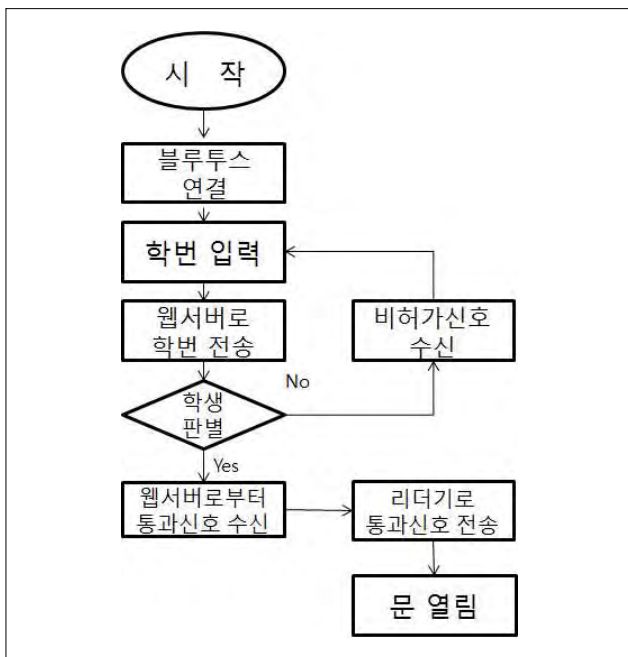 시 작
블루투스
연결
학번 입력
웹서버로
학번 전송
비허가신호
수신
No
학생
판별
Yes
웹서버로부터
통과신호 수신
리더기로
통과신호 전송
문 열림